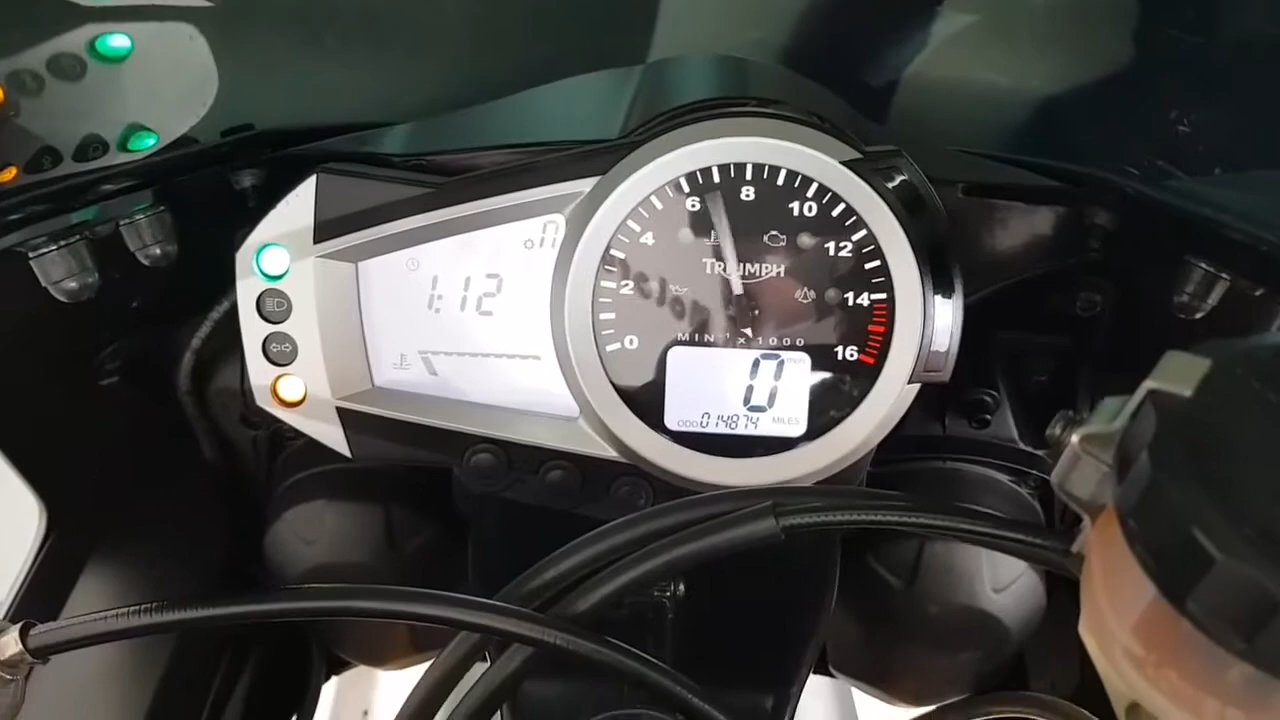 n
1:12
0
2
4
6
8
10
12
14
16
TRIUMPH
MIN⁻¹ x 1000
0
mph
ODO 014874 MILES